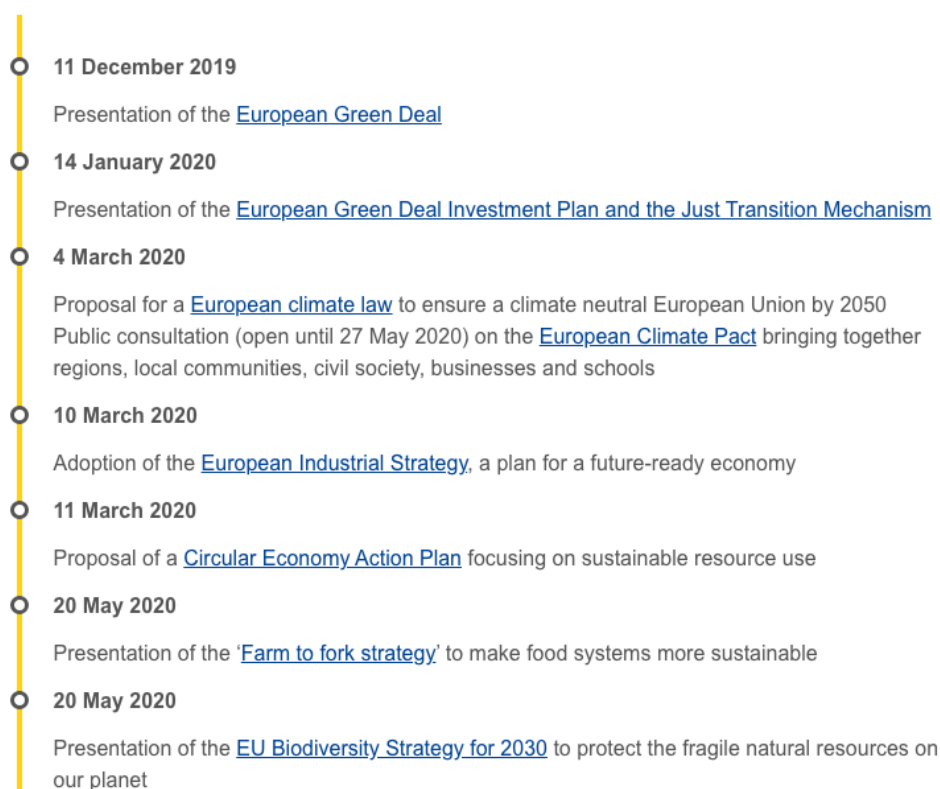 11 December 2019
Presentation of the European Green Deal
14 January 2020
Presentation of the European Green Deal Investment Plan and the Just Transition Mechanism
4 March 2020
Proposal for a European climate law to ensure a climate neutral European Union by 2050
Public consultation (open until 27 May 2020) on the European Climate Pact bringing together
regions, local communities, civil society, businesses and schools
10 March 2020
Adoption of the European Industrial Strategy, a plan for a future-ready economy
11 March 2020
Proposal of a Circular Economy Action Plan focusing on sustainable resource use
20 May 2020
Presentation of the ‘Farm to fork strategy’ to make food systems more sustainable
20 May 2020
Presentation of the EU Biodiversity Strategy for 2030 to protect the fragile natural resources on
our planet